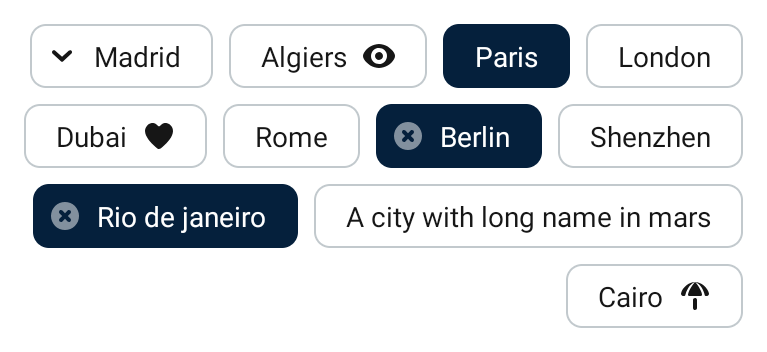 Madrid Algiers Paris London
Dubai Rome Berlin Shenzhen
Rio de janeiro A city with long name in mars
Cairo